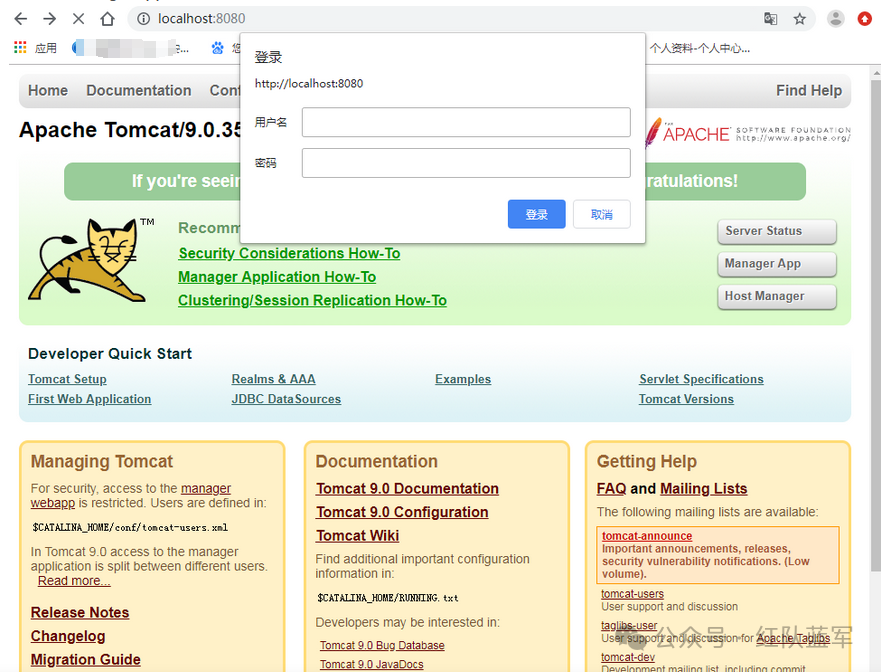 localhost:8080
应用
个人资料-个人中心...
登录
http://localhost:8080
用户名
密码
登录
取消
Home
Documentation
Find Help
Apache Tomcat/9.0.35
THE
APACHE
SOFTWARE FOUNDATION
http://www.apache.org/
If you're
TM
Security Considerations How-To
Manager Application How-To
Clustering/Session Replication How-To
Server Status
Manager App
Host Manager
Developer Quick Start
Tomcat Setup
First Web Application
Realms & AAA
JDBC DataSources
Examples
Servlet Specifications
Tomcat Versions
Managing Tomcat
For security, access to the manager
webapp is restricted. Users are defined in:
$CATALINA_HOME/conf/tomcat-users.xml
In Tomcat 9.0 access to the manager
application is split between different users.
Read more...
Release Notes
Changelog
Migration Guide
Documentation
Tomcat 9.0 Documentation
Tomcat 9.0 Configuration
Tomcat Wiki
Find additional important configuration
information in:
$CATALINA_HOME/RUNNING.txt
Developers may be interested in:
Tomcat 9.0 Bug Database
Tomcat 9.0 JavaDocs
Getting Help
FAQ and Mailing Lists
The following mailing lists are available:
tomcat-announce
Important announcements, releases,
security vulnerability notifications. (Low
volume).
tomcat-users
User support and discussion
taglibs-user
User support and discussion for Apache Taglibs
tomcat-dev
Development mailing list, including commit
公众号 · 红队蓝军